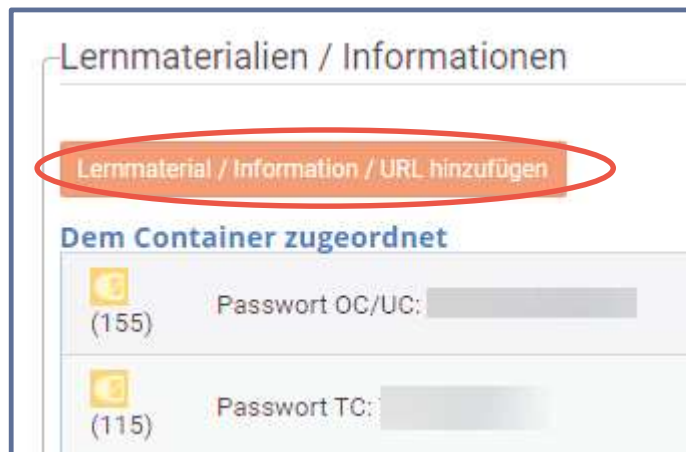 Lernmaterialien / Informationen
Lernmaterial / Information / URL hinzufügen
Dem Container zugeordnet
(155) Passwort OC/UC:
(115) Passwort TC: